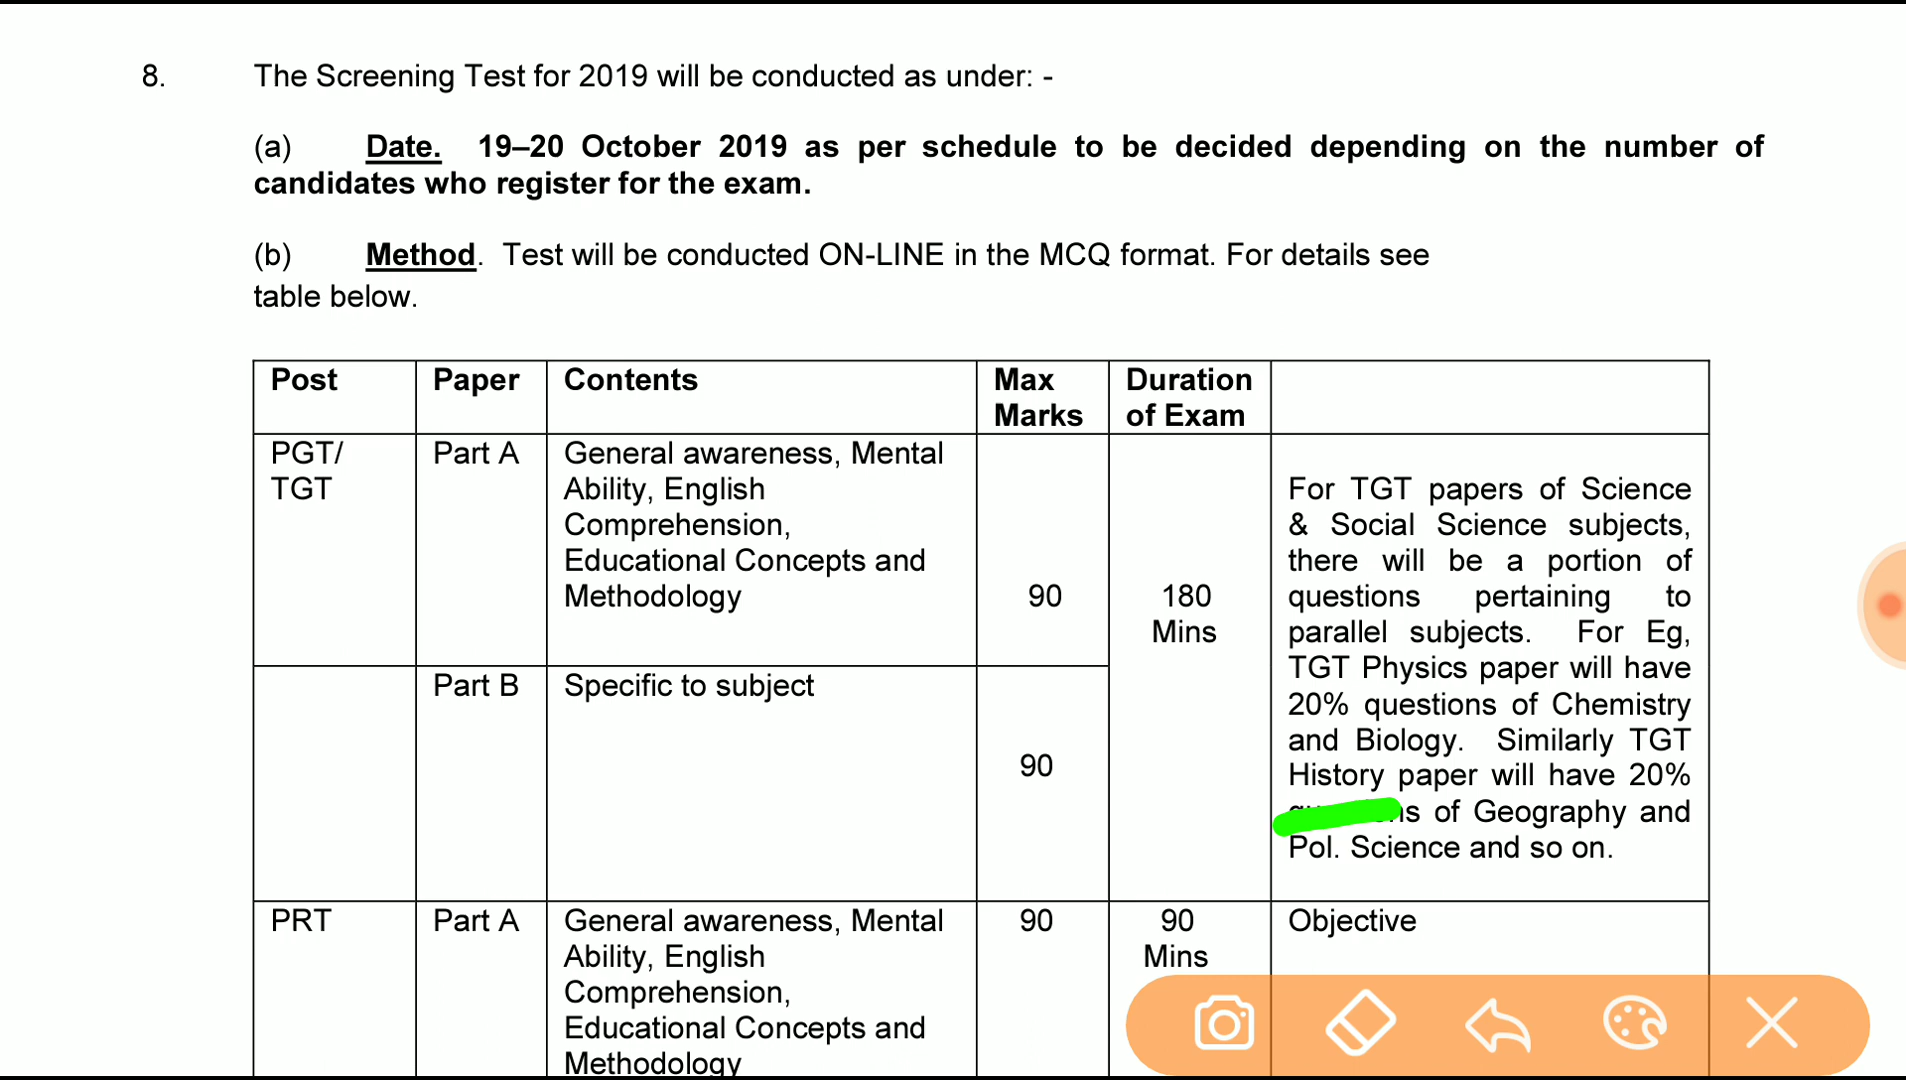 8. The Screening Test for 2019 will be conducted as under: -
(a) Date. 19–20 October 2019 as per schedule to be decided depending on the number of
candidates who register for the exam.
(b) Method. Test will be conducted ON-LINE in the MCQ format. For details see
table below.
Post Paper Contents Max Marks Duration of Exam
PGT/
TGT
Part A
General awareness, Mental
Ability, English
Comprehension,
Educational Concepts and
Methodology
90
180
Mins
For TGT papers of Science
& Social Science subjects,
there will be a portion of
questions pertaining to
parallel subjects. For Eg,
TGT Physics paper will have
20% questions of Chemistry
and Biology. Similarly TGT
History paper will have 20%
of Geography and
Pol. Science and so on.
Part B
Specific to subject
90
PRT
Part A
General awareness, Mental
Ability, English
Comprehension,
Educational Concepts and
Methodology
90
90
Mins
Objective